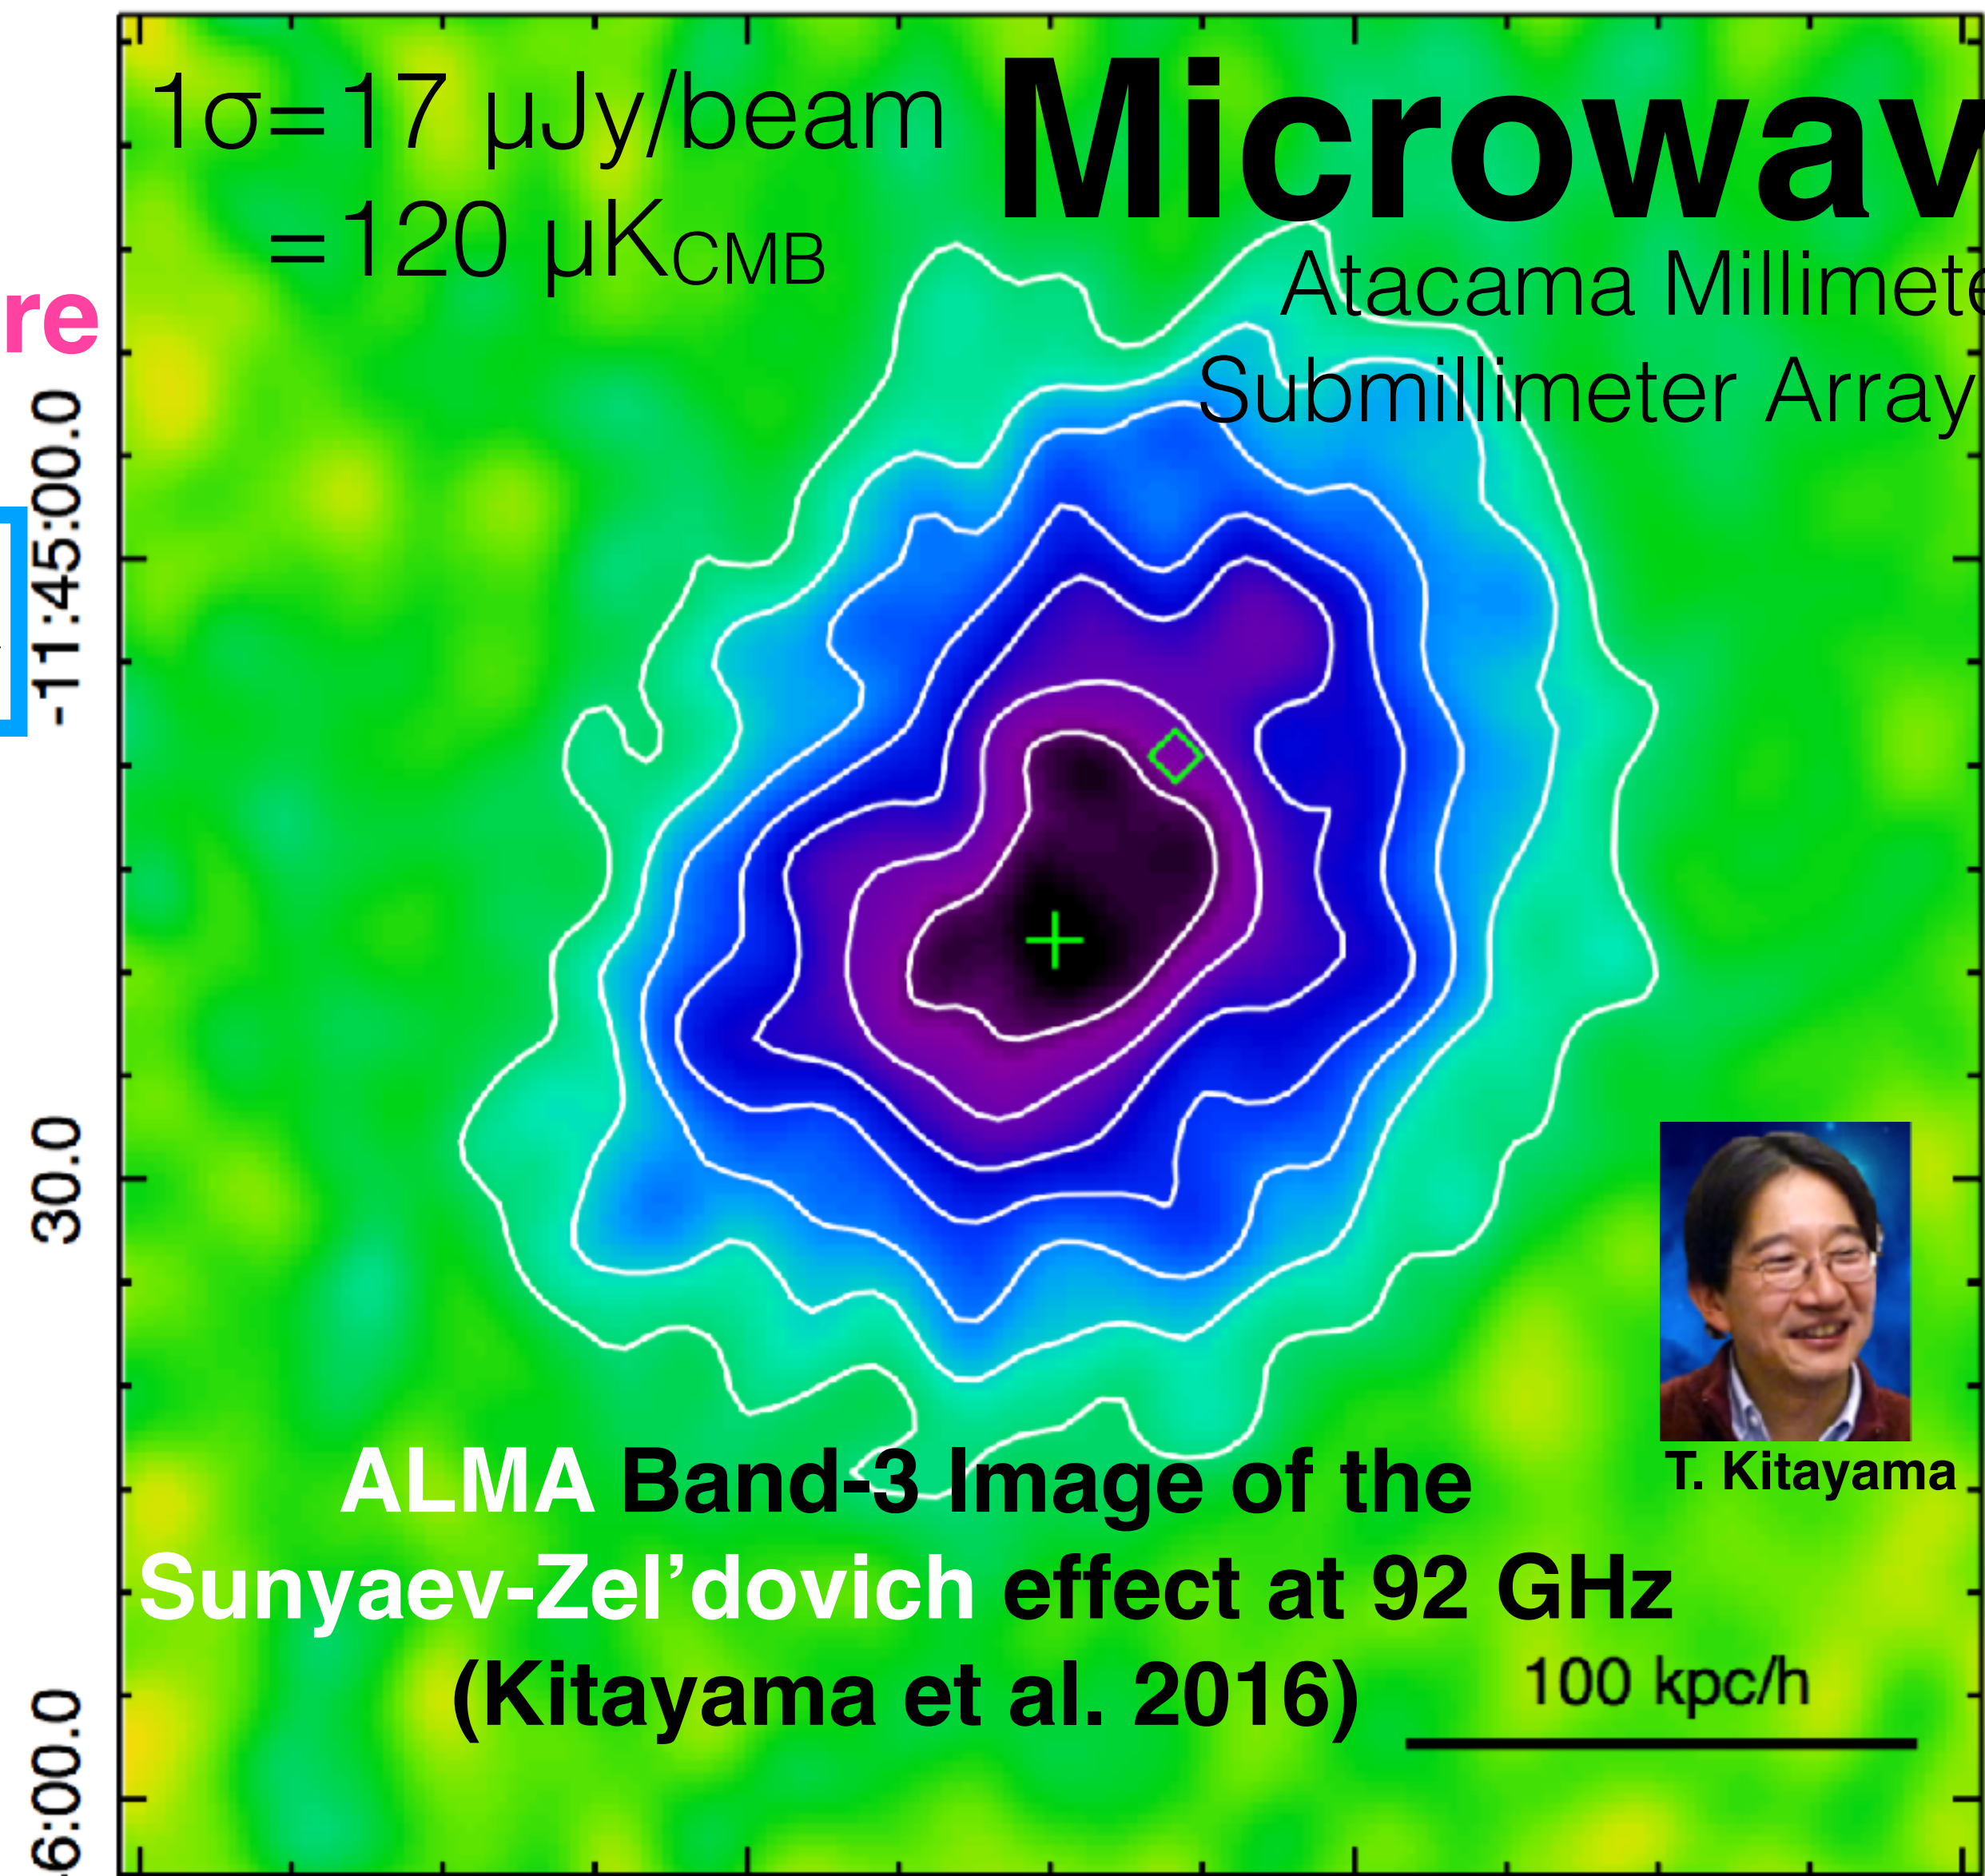 1σ=17 μJy/beam
=120 μKCMB
Microwav
Atacama Millimete
Submillimeter Array
re
-11:45:00.0
30.0
6:00.0
T. Kitayama
ALMA Band-3 Image of the
Sunyaev-Zel’dovich effect at 92 GHz
(Kitayama et al. 2016)
100 kpc/h